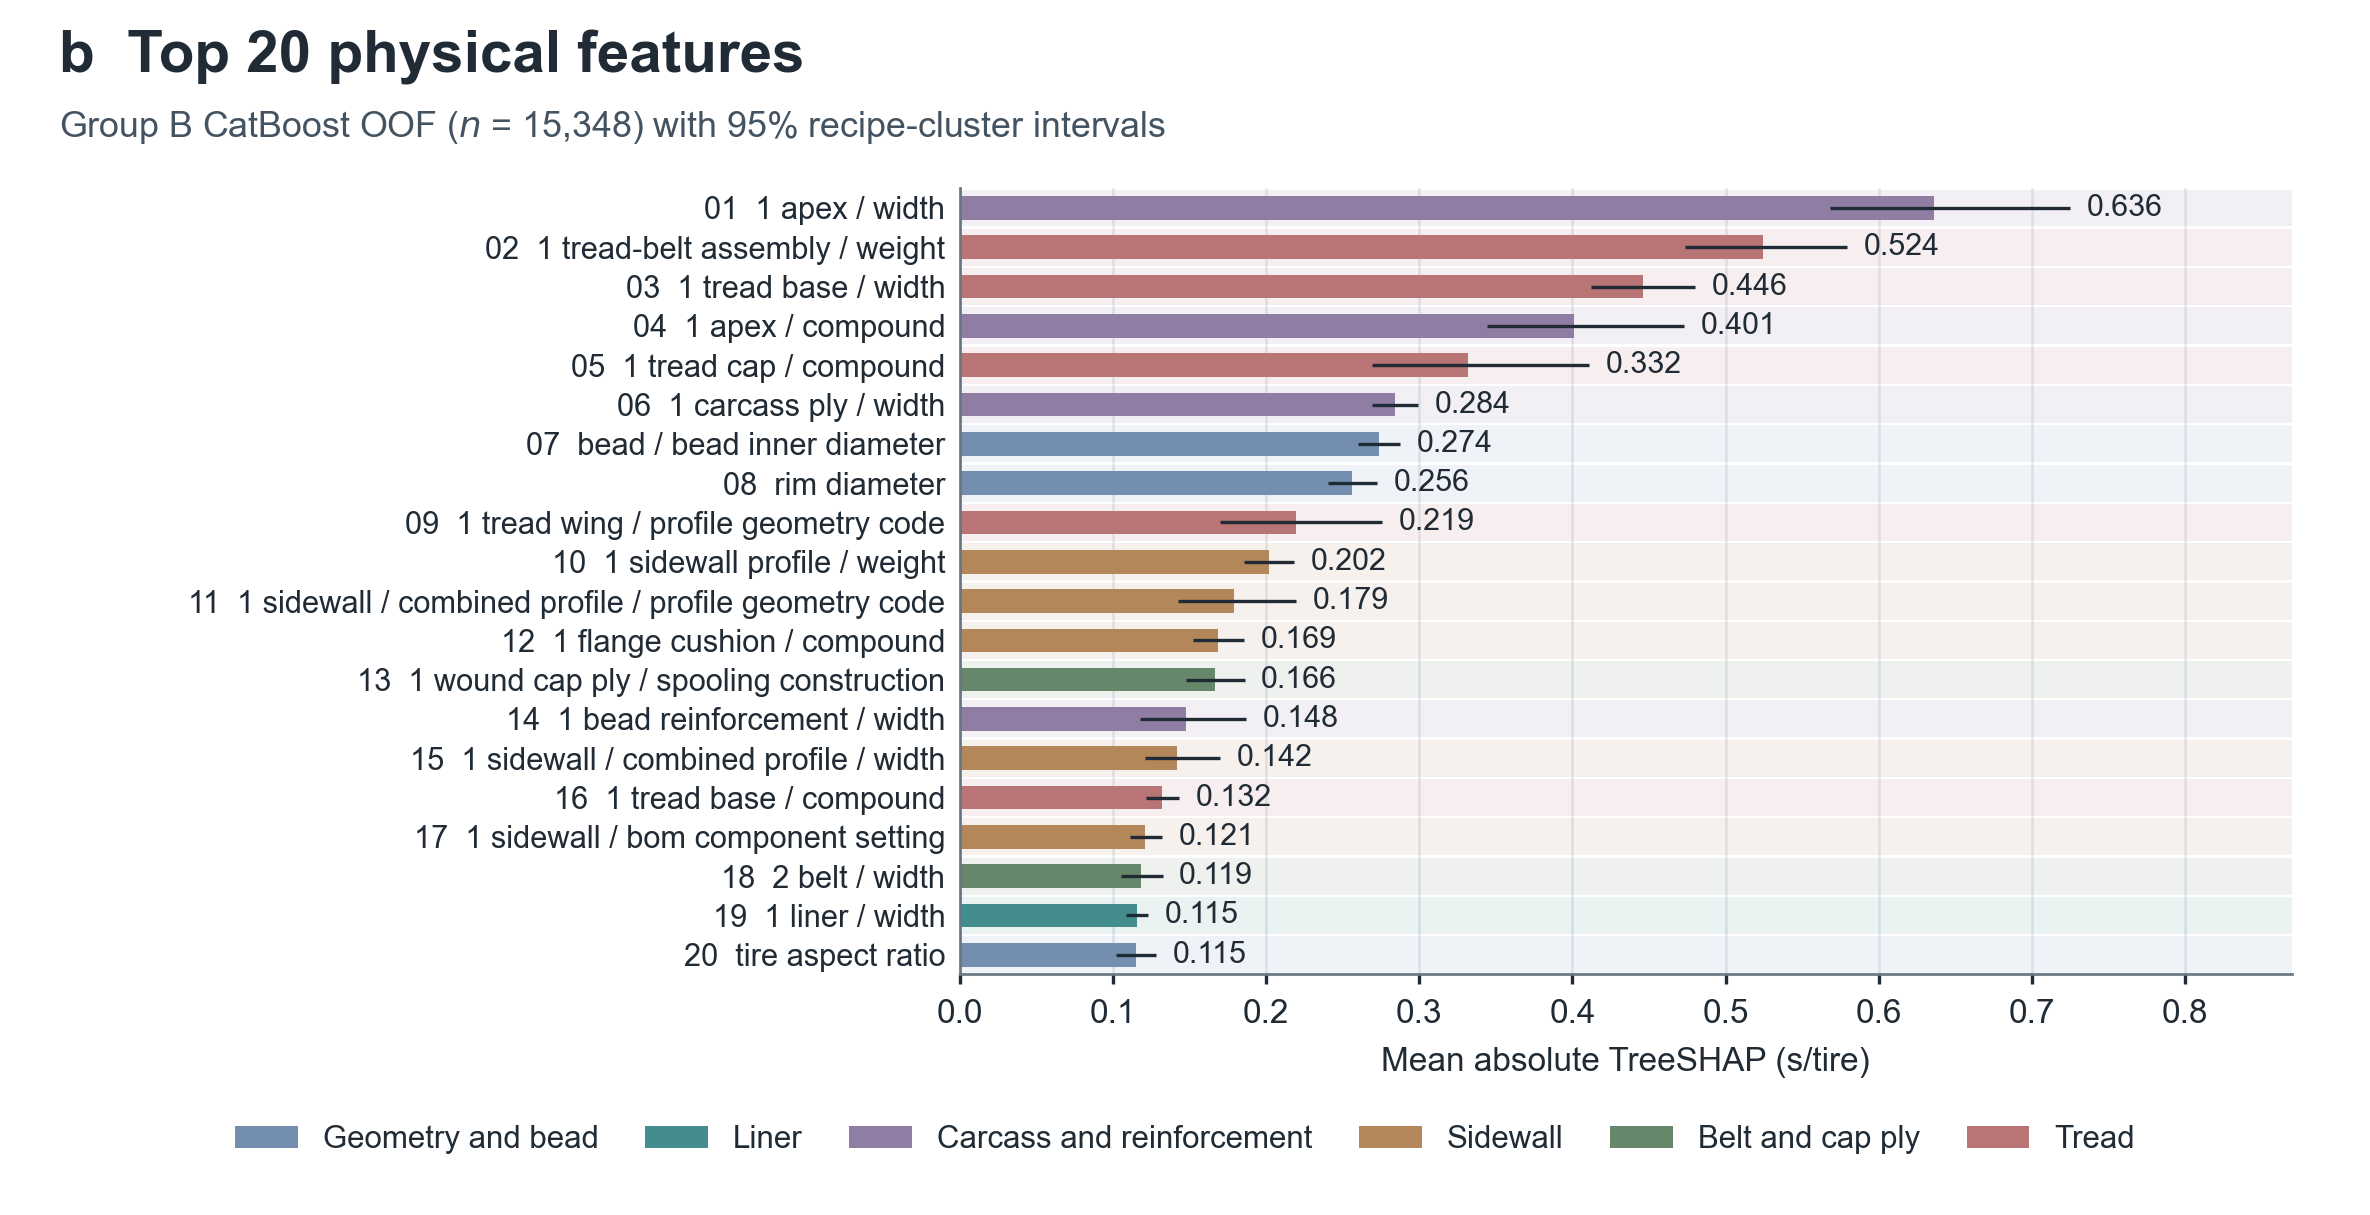 b Top 20 physical features
Group B CatBoost OOF (n = 15,348) with 95% recipe-cluster intervals
01 1 apex / width 0.636
02 1 tread-belt assembly / weight 0.524
03 1 tread base / width 0.446
04 1 apex / compound 0.401
05 1 tread cap / compound 0.332
06 1 carcass ply / width 0.284
07 bead / bead inner diameter 0.274
08 rim diameter 0.256
09 1 tread wing / profile geometry code 0.219
10 1 sidewall profile / weight 0.202
11 1 sidewall / combined profile / profile geometry code 0.179
12 1 flange cushion / compound 0.169
13 1 wound cap ply / spooling construction 0.166
14 1 bead reinforcement / width 0.148
15 1 sidewall / combined profile / width 0.142
16 1 tread base / compound 0.132
17 1 sidewall / bom component setting 0.121
18 2 belt / width 0.119
19 1 liner / width 0.115
20 tire aspect ratio 0.115
0.0 0.1 0.2 0.3 0.4 0.5 0.6 0.7 0.8
Mean absolute TreeSHAP (s/tire)
Geometry and bead Liner Carcass and reinforcement Sidewall Belt and cap ply Tread